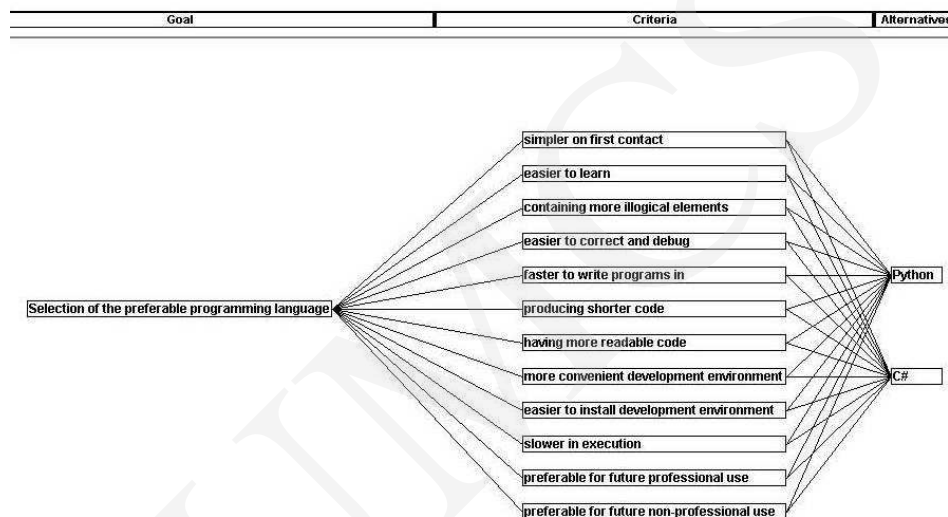 Goal
Criteria
Alternatives
simpler on first contact
easier to learn
containing more illogical elements
easier to correct and debug
faster to write programs in
Python
Selection of the preferable programming language
producing shorter code
having more readable code
more convenient development environment
C#
easier to install development environment
slower in execution
preferable for future professional use
preferable for future non-professional use
UMCS